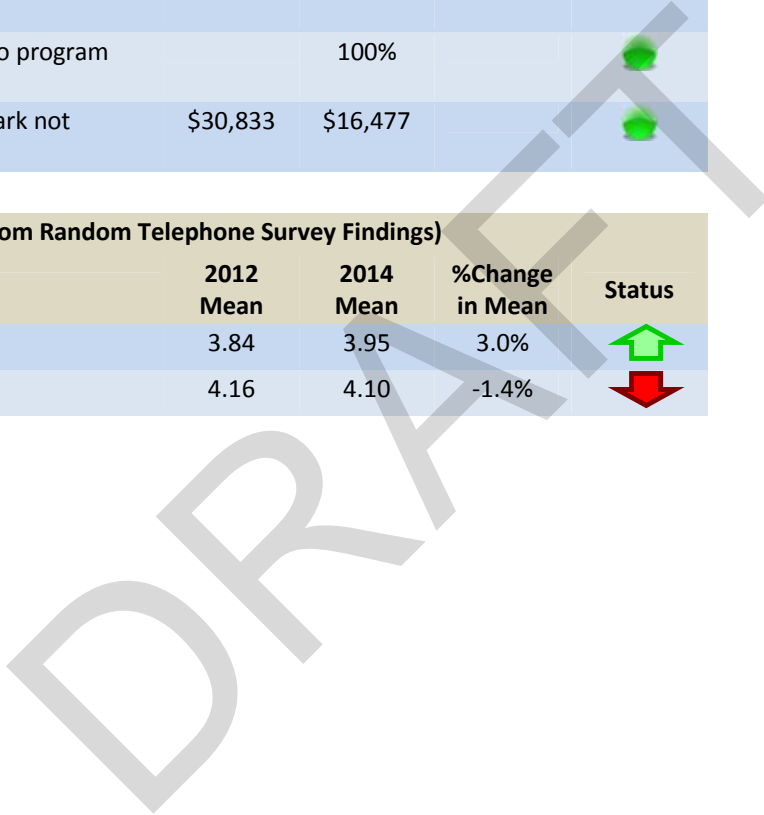 o program 100%
ark not $30,833 $16,477
om Random Telephone Survey Findings)
2012 Mean 2014 Mean %Change in Mean Status
3.84 3.95 3.0%
4.16 4.10 -1.4%
DRAFT